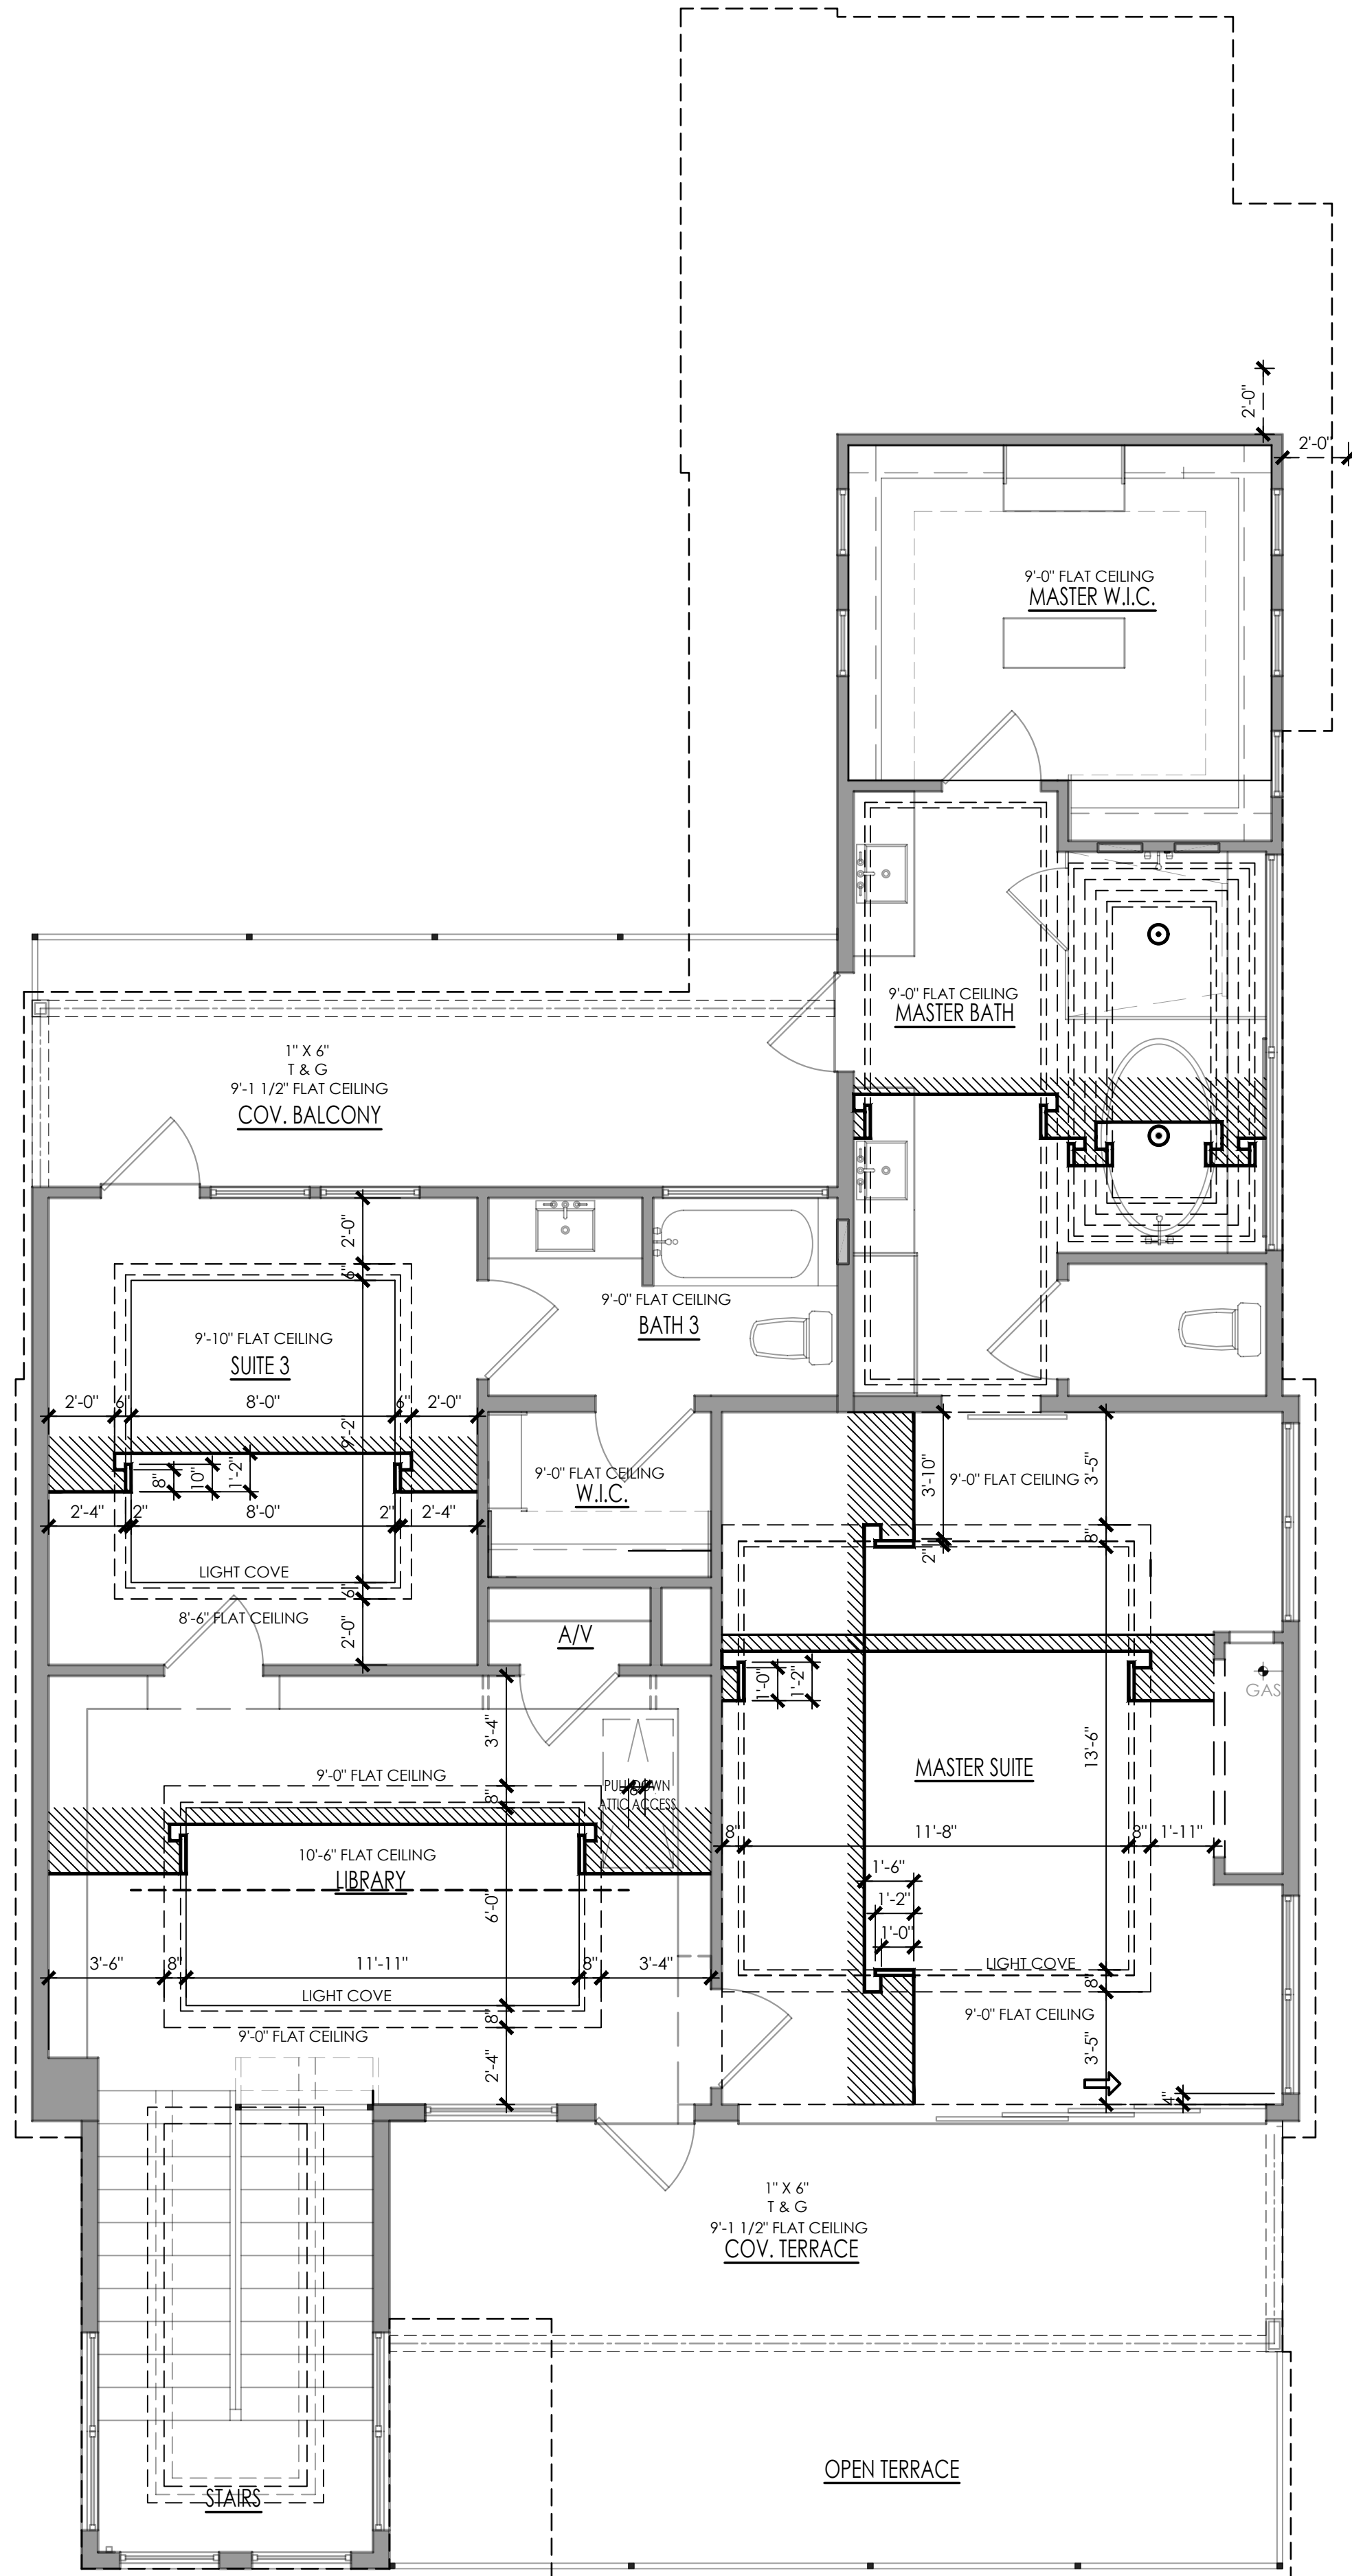 2'-0"
2'-0"
9'-0" FLAT CEILING
MASTER W.I.C.
9'-0" FLAT CEILING
MASTER BATH
1" X 6"
T & G
9'-1 1/2" FLAT CEILING
COV. BALCONY
2'-0"
6"
9'-10" FLAT CEILING
SUITE 3
2'-0"
6"
8'-0"
6"
2'-0"
9'-2"
8"
10"
1'-2"
2'-4"
2"
8'-0"
2"
2'-4"
LIGHT COVE
6"
8'-6" FLAT CEILING
2'-0"
9'-0" FLAT CEILING
BATH 3
9'-0" FLAT CEILING
W.I.C.
A/V
3'-10"
9'-0" FLAT CEILING
3'-5"
2"
8"
1'-0"
1'-2"
GAS
MASTER SUITE
13'-6"
8"
11'-8"
8"
1'-11"
1'-6"
1'-2"
1'-0"
LIGHT COVE
8"
9'-0" FLAT CEILING
3'-5"
4"
3'-4"
9'-0" FLAT CEILING
8"
PULL DOWN
ATTIC ACCESS
10'-6" FLAT CEILING
LIBRARY
6'-0"
3'-6"
8"
11'-11"
8"
3'-4"
LIGHT COVE
8"
9'-0" FLAT CEILING
2'-4"
1" X 6"
T & G
9'-1 1/2" FLAT CEILING
COV. TERRACE
OPEN TERRACE
STAIRS